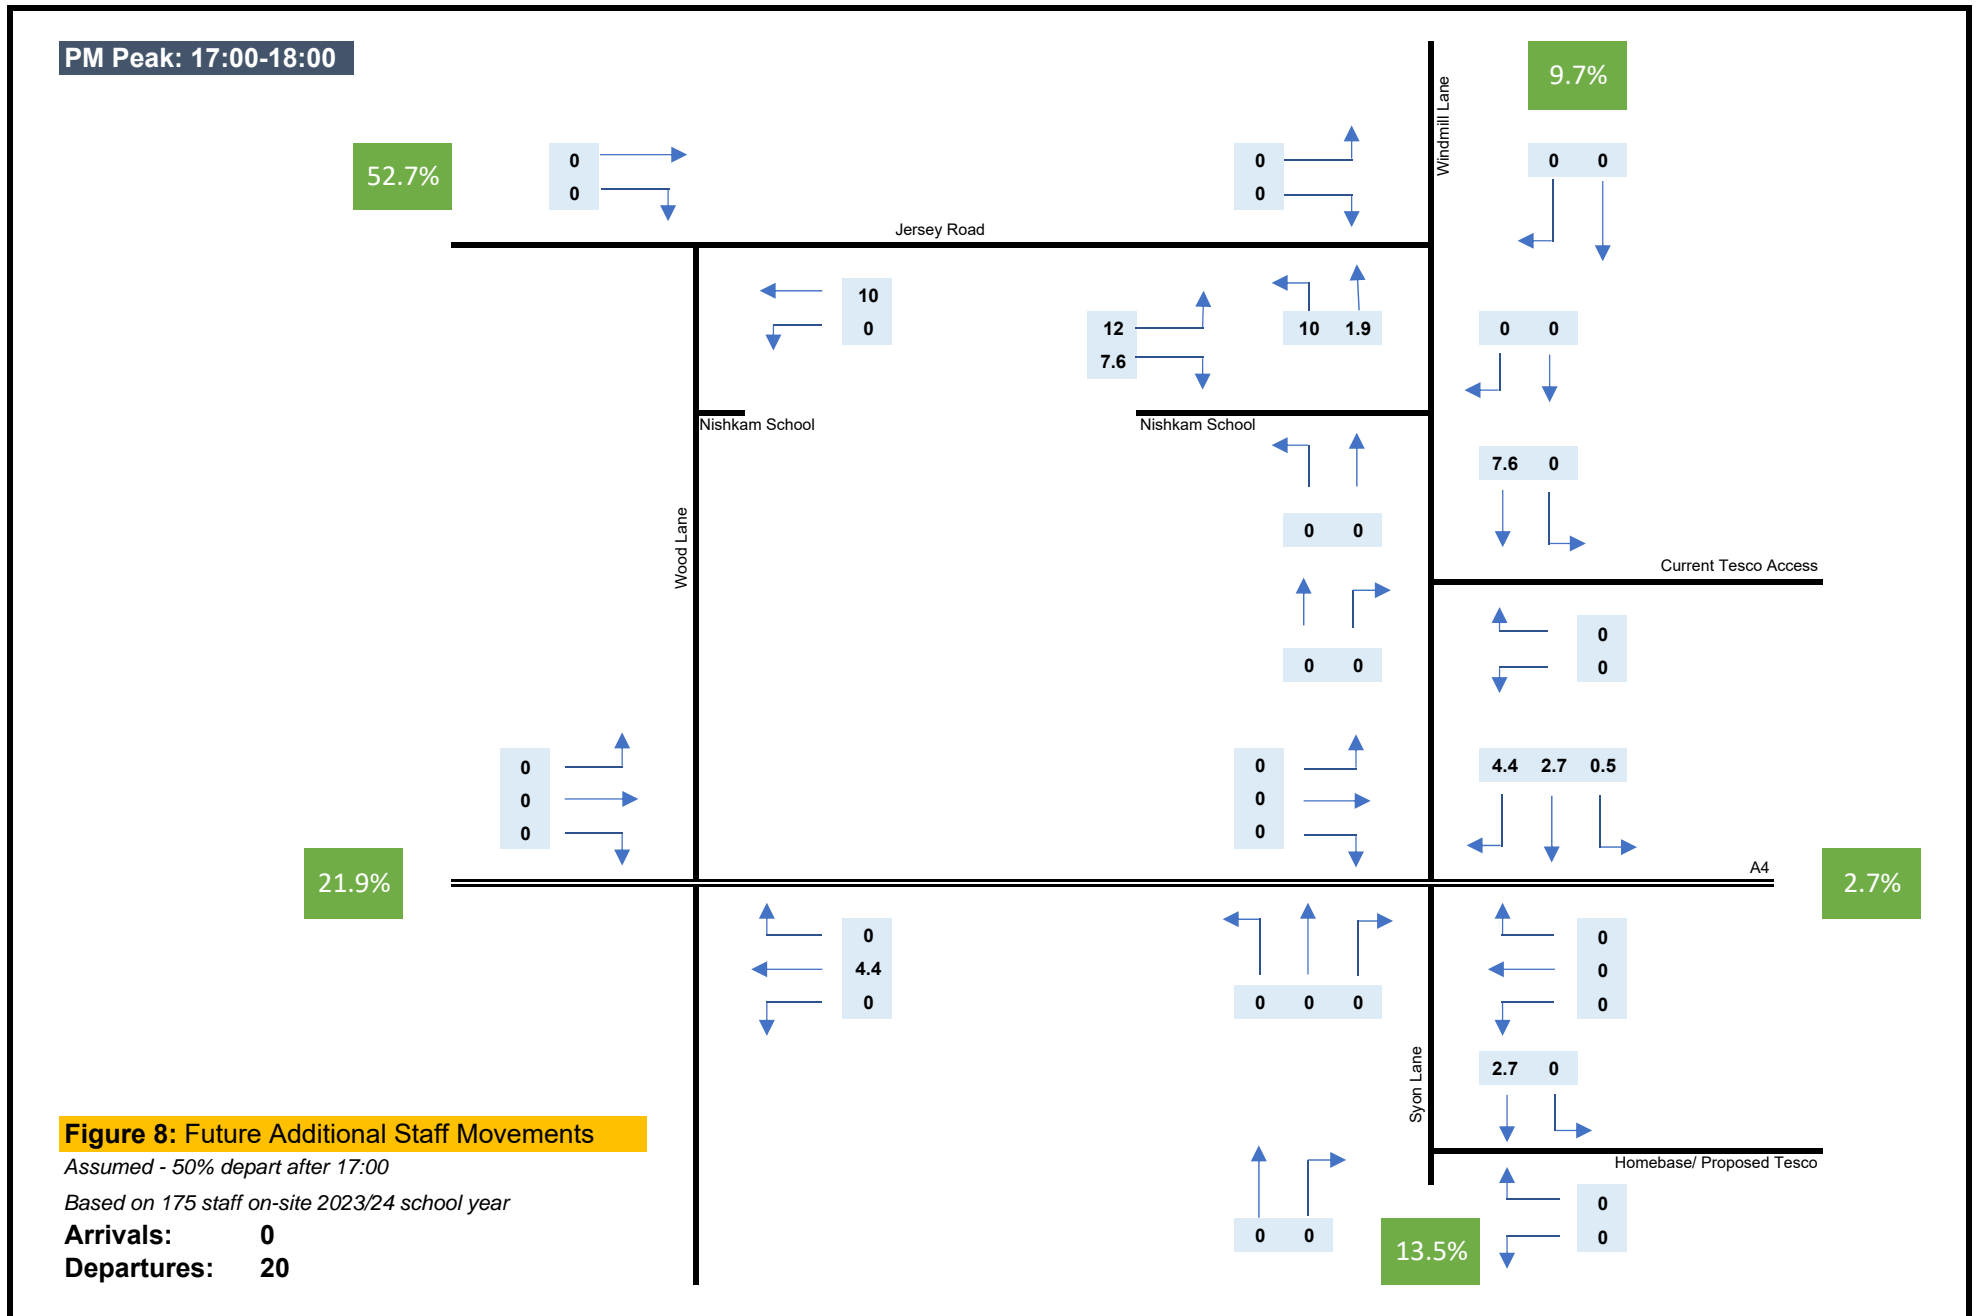 PM Peak: 17:00-18:00
9.7%
Windmill Lane
52.7%
0
0
0
0
0 0
Jersey Road
10
0
12
7.6
10 1.9
0 0
Nishkam School
Nishkam School
7.6 0
Wood Lane
0 0
Current Tesco Access
0 0
0
0
0
0
0
0
0
0
4.4 2.7 0.5
21.9%
A4
2.7%
0
4.4
0
0 0 0
0
0
0
Syon Lane
2.7 0
Figure 8: Future Additional Staff Movements
Assumed - 50% depart after 17:00
Homebase/ Proposed Tesco
Based on 175 staff on-site 2023/24 school year
0
0
Arrivals: 0
0 0
13.5%
Departures: 20